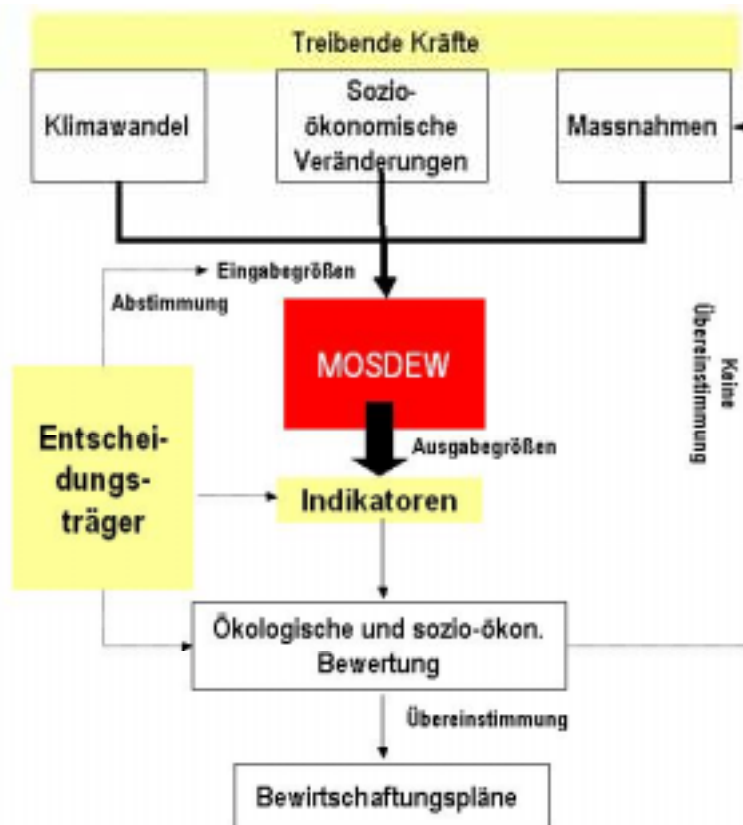 Treibende Kräfte
Klimawandel
Sozio-
ökonomische
Veränderungen
Massnahmen
Eingabegrößen
Abstimmung
MOSDEW
Keine
Übereinstimmung
Entschei-
dungs-
träger
Ausgabegrößen
Indikatoren
Ökologische und sozio-ökon.
Bewertung
Übereinstimmung
Bewirtschaftungspläne